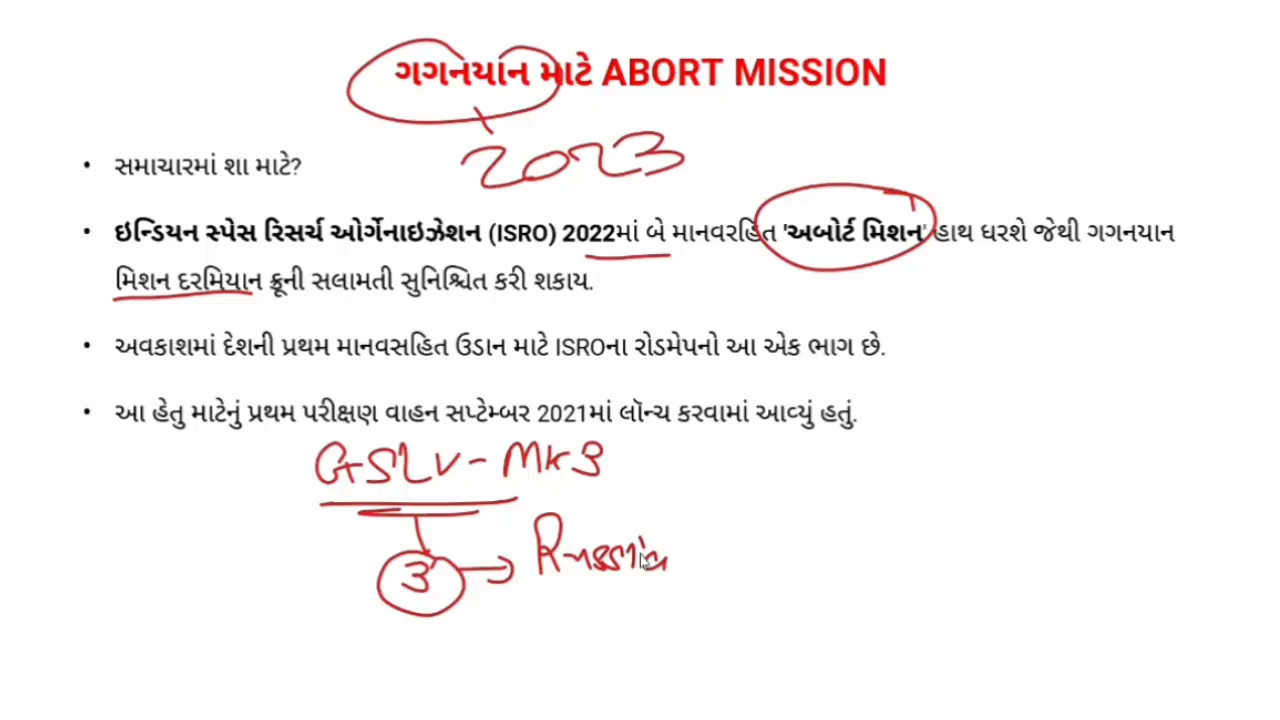 ગગનયાન માટે ABORT MISSION
2023
• સમાચારમાં શા માટે?
• ઇન્ડિયન સ્પેસ રિસર્ચ ઓર્ગેનાઇઝેશન (ISRO) 2022માં બે માનવરહિત 'અબોર્ટ મિશન' હાથ ધરશે જેથી ગગનયાન
મિશન દરમિયાન ક્રૂની સલામતી સુનિશ્ચિત કરી શકાય.
• અવકાશમાં દેશની પ્રથમ માનવસહિત ઉડાન માટે ISROના રોડમેપનો આ એક ભાગ છે.
• આ હેતુ માટેનું પ્રથમ પરીક્ષણ વાહન સપ્ટેમ્બર 2021માં લૉન્ચ કરવામાં આવ્યું હતું.
GSLV - MK3
3 → Russia